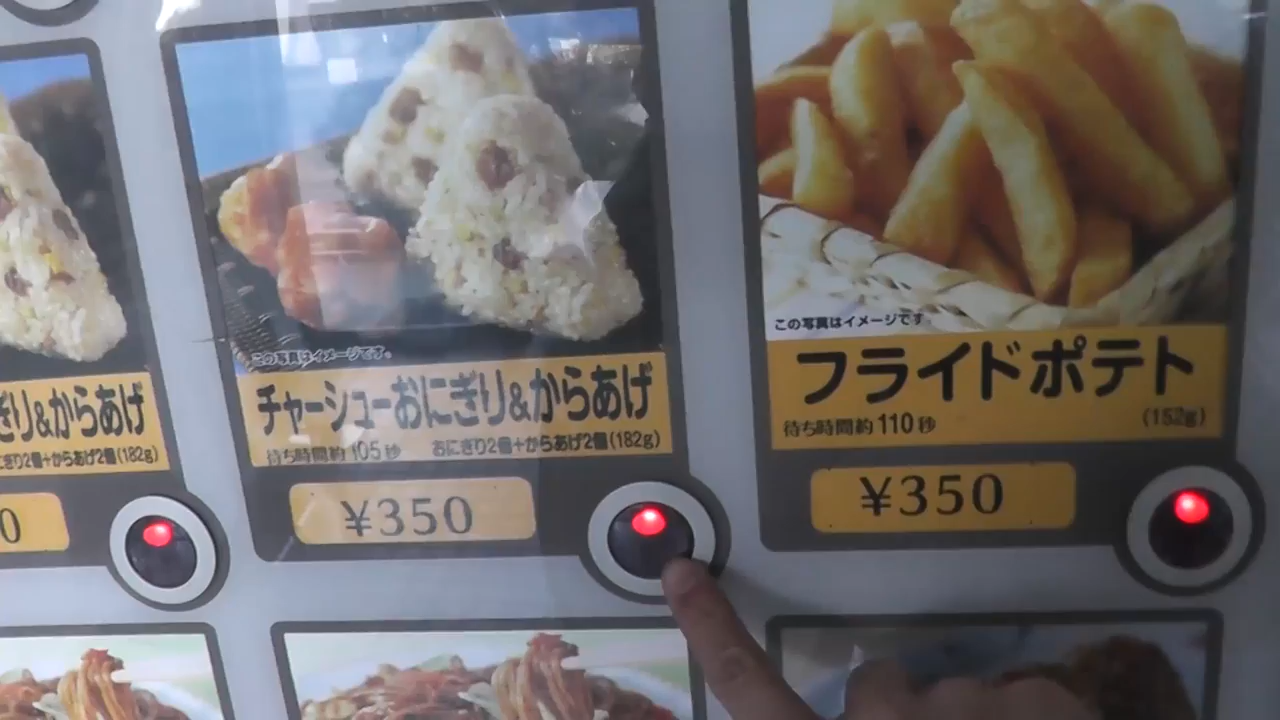 ぎり&からあげ
にぎり2個+からあげ2個(182g)
0
この写真はイメージです。
チャーシューおにぎり&からあげ
待ち時間約105秒 おにぎり2個+からあげ2個(182g)
¥350
この写真はイメージです。
フライドポテト
待ち時間約110秒 (152g)
¥350